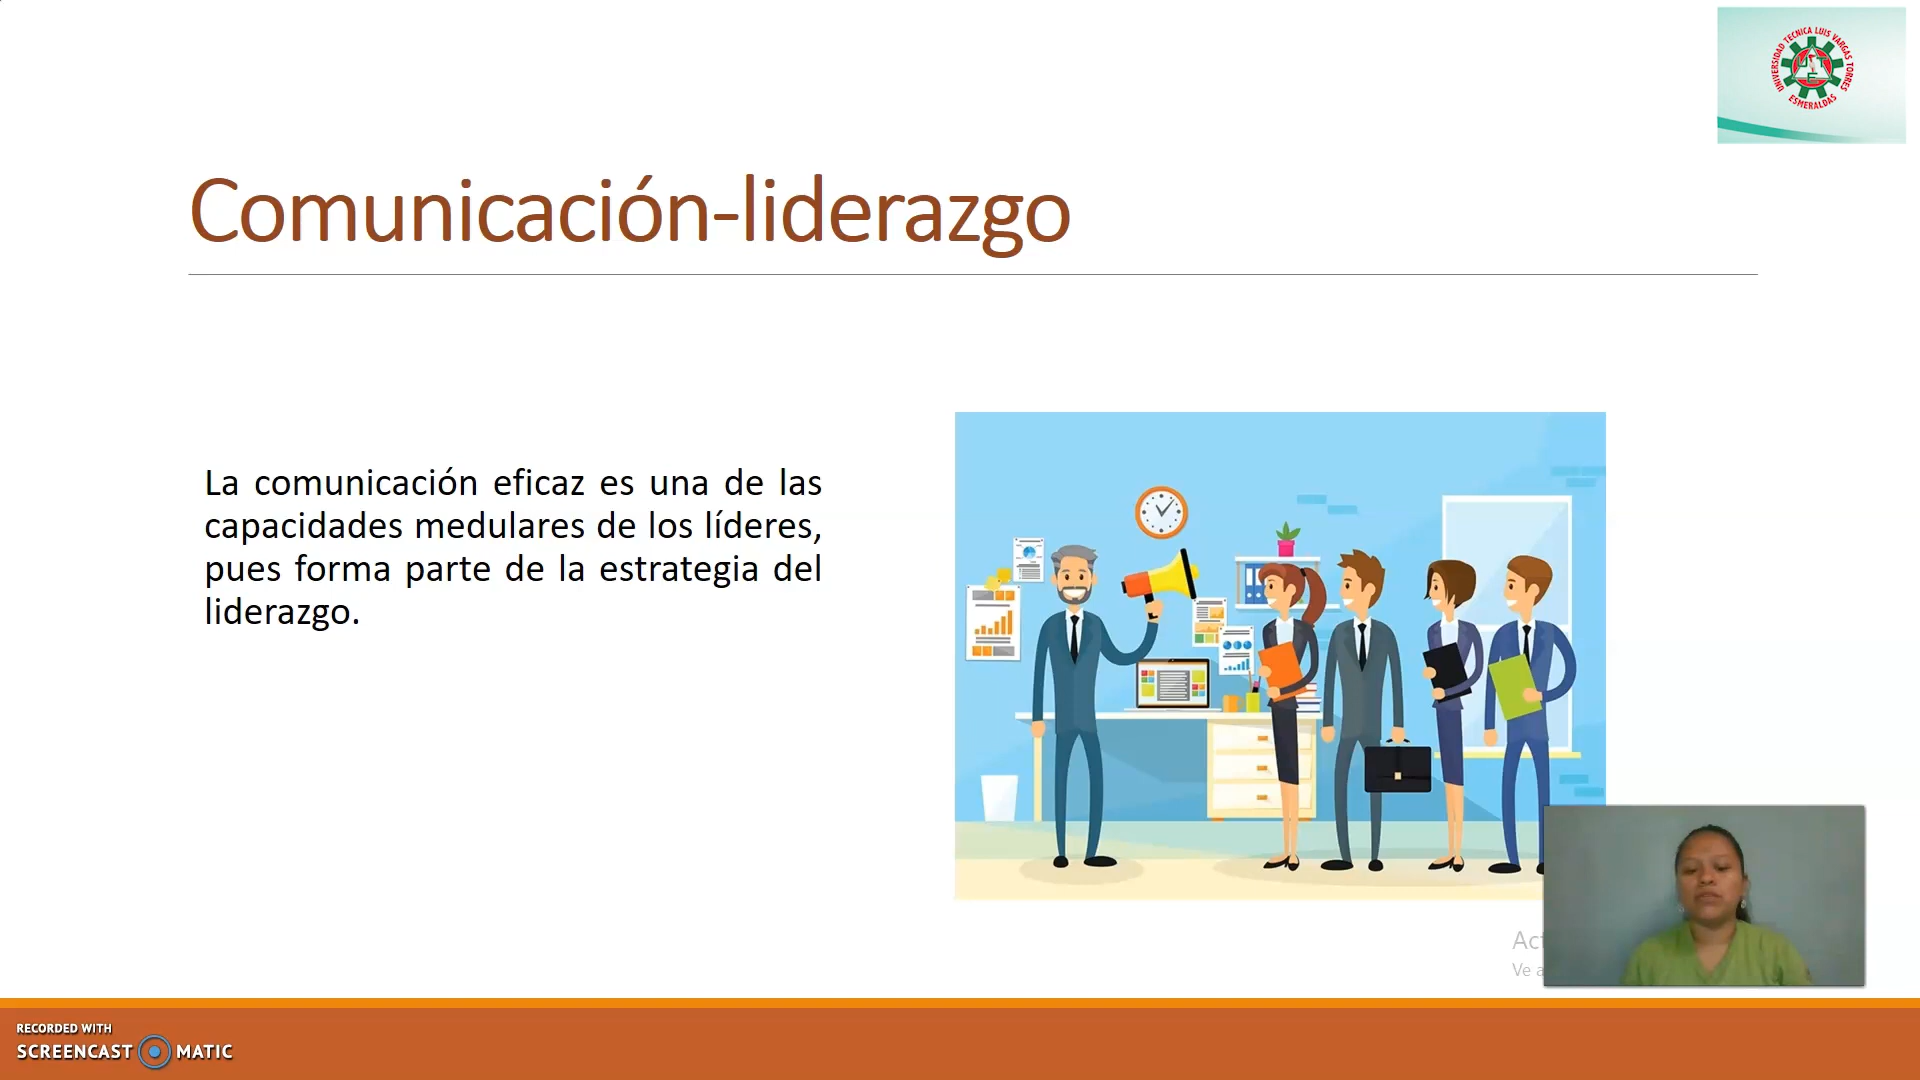 UNIVERSIDAD TECNICA LUIS VARGAS TORRES
ESMERALDAS
Comunicación-liderazgo
La comunicación eficaz es una de las
capacidades medulares de los líderes,
pues forma parte de la estrategia del
liderazgo.
RECORDED WITH
SCREENCAST MATIC